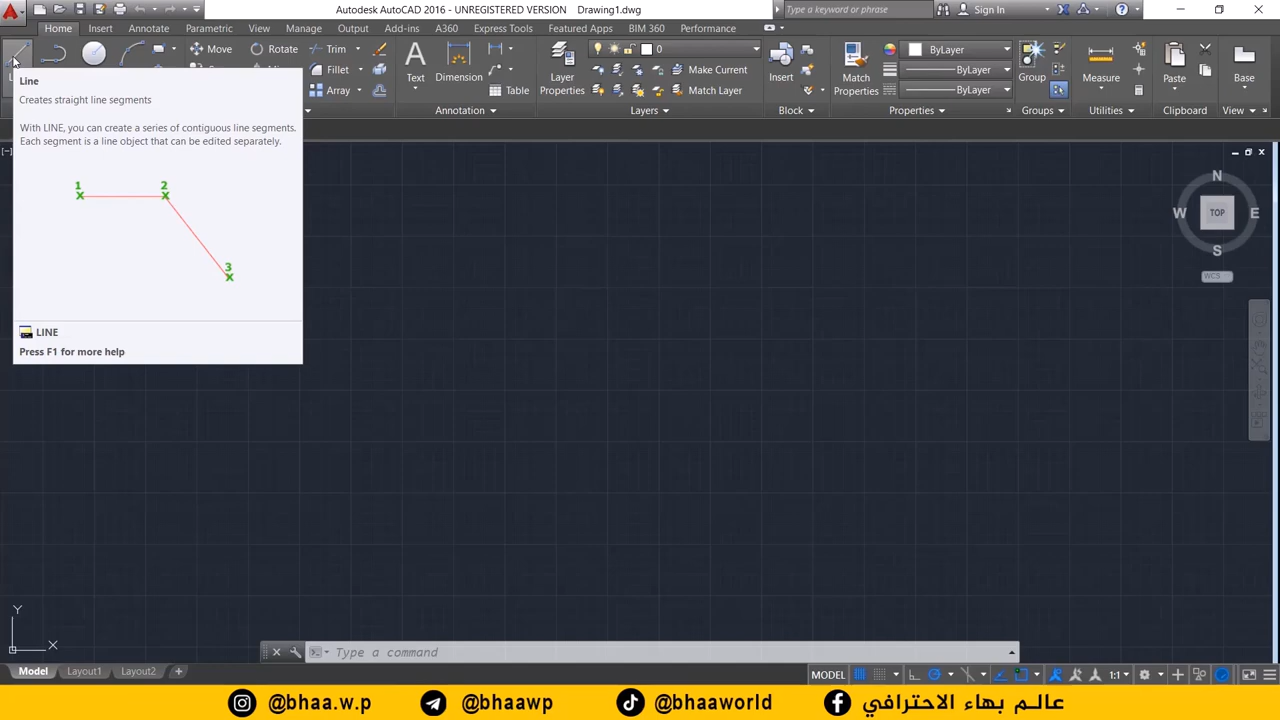 Autodesk AutoCAD 2016 - UNREGISTERED VERSION Drawing1.dwg
Type a keyword or phrase
Sign In
Home Insert Annotate Parametric View Manage Output Add-ins A360 Express Tools Featured Apps BIM 360 Performance
Move Rotate Trim
Fillet
Array
Text
Dimension
Table
Annotation
Layer
Properties
0
Make Current
Match Layer
Layers
Insert
Block
Match
Properties
ByLayer
ByLayer
ByLayer
Properties
Group
Groups
Measure
Utilities
Paste
Clipboard
Base
View
Line
Creates straight line segments
With LINE, you can create a series of contiguous line segments.
Each segment is a line object that can be edited separately.
1 2
3
LINE
Press F1 for more help
[−]
N
W TOP E
S
WCS
Y
X
Type a command
Model Layout1 Layout2 +
MODEL 1:1
@bhaa.w.p @bhaawp @bhaaworld عالم بهاء الاحترافي